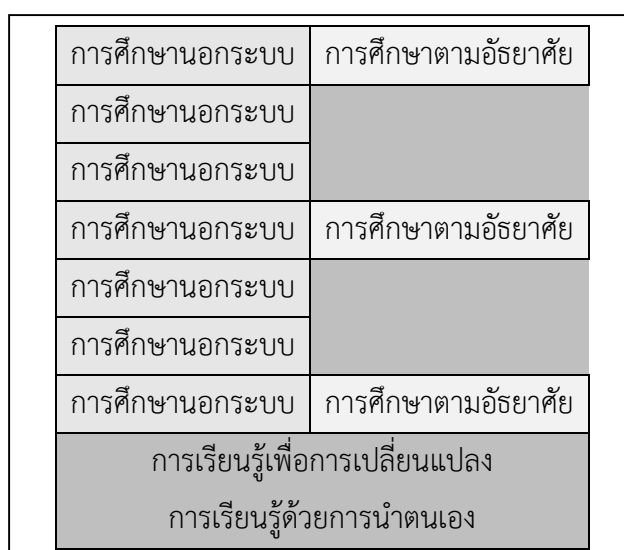 การศึกษานอกระบบ การศึกษาตามอัธยาศัย
การศึกษานอกระบบ
การศึกษานอกระบบ
การศึกษานอกระบบ การศึกษาตามอัธยาศัย
การศึกษานอกระบบ
การศึกษานอกระบบ
การศึกษานอกระบบ การศึกษาตามอัธยาศัย
การเรียนรู้เพื่อการเปลี่ยนแปลง
การเรียนรู้ด้วยการนำตนเอง